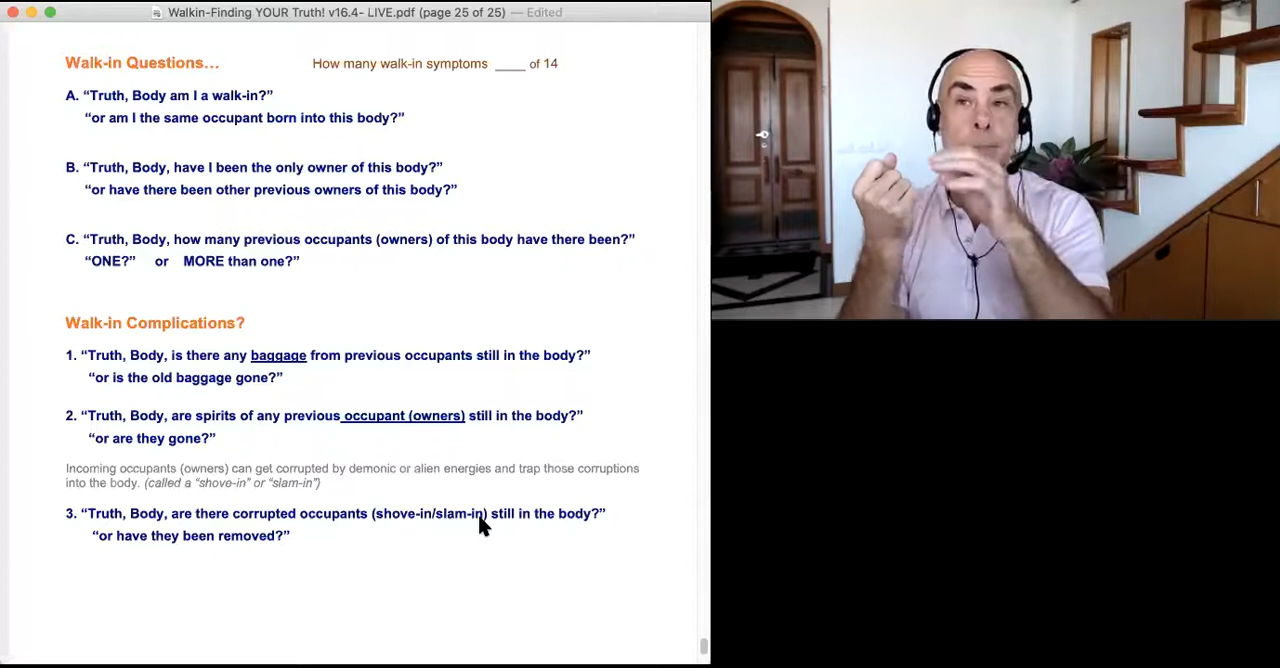 Walkin-Finding YOUR Truth! v16.4- LIVE.pdf (page 25 of 25) — Edited
Walk-in Questions… How many walk-in symptoms ____ of 14
A. “Truth, Body am I a walk-in?”
“or am I the same occupant born into this body?”
B. “Truth, Body, have I been the only owner of this body?”
“or have there been other previous owners of this body?”
C. “Truth, Body, how many previous occupants (owners) of this body have there been?”
“ONE?” or MORE than one?”
Walk-in Complications?
1. “Truth, Body, is there any baggage from previous occupants still in the body?”
“or is the old baggage gone?”
2. “Truth, Body, are spirits of any previous occupant (owners) still in the body?”
“or are they gone?”
Incoming occupants (owners) can get corrupted by demonic or alien energies and trap those corruptions
into the body. (called a “shove-in” or “slam-in”)
3. “Truth, Body, are there corrupted occupants (shove-in/slam-in) still in the body?”
“or have they been removed?”